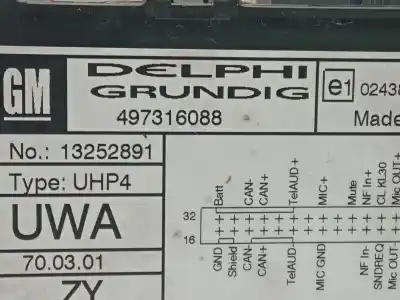 GM
DELPHI
GRUNDIG
497316088
e1 02438
Made
No.: 13252891
Type: UHP4
UWA
70.03.01
ZY
Batt
CAN-
CAN+
TelAUD+
MIC+
Mute
NF In+
CL KL30
Mic OUT+
32
16
GND
Shield
CAN-
CAN+
TelAUD-
MIC GND
NF In-
SNDREQ
Mic OUT-